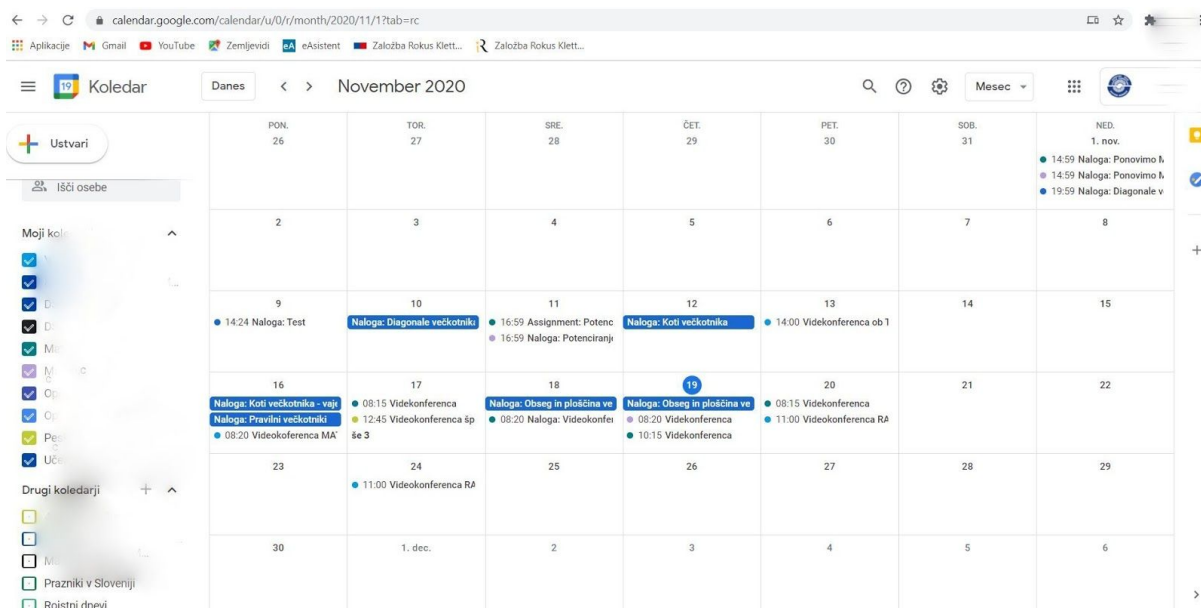 calendar.google.com/calendar/u/0/r/month/2020/11/1?tab=rc
Aplikacije Gmail YouTube Zemljevidi eA eAsistent Založba Rokus Klett... Založba Rokus Klett...
19 Koledar Danes November 2020 Mesec
Ustvari
Išči osebe
Moji
Drugi koledarji
Prazniki v Sloveniji
Rojstni dnevi
PON. TOR. SRE. ČET. PET. SOB. NED.
26 27 28 29 30 31 1. nov.
14:59 Naloga: Ponovimo
14:59 Naloga: Ponovimo
19:59 Naloga: Diagonale v
2 3 4 5 6 7 8
9 10 11 12 13 14 15
14:24 Naloga: Test
Naloga: Diagonale večkotnik
16:59 Assignment: Potenc
16:59 Naloga: Potenciranj
Naloga: Koti večkotnika
14:00 Videkonferenca ob
16 17 18 19 20 21 22
Naloga: Koti večkotnika - vaje
Naloga: Pravilni večkotniki
08:20 Videokoferenca MA
08:15 Videkonferenca
12:45 Videokonferenca šp
še 3
Naloga: Obseg in ploščina ve
08:20 Naloga: Videokonfer
Naloga: Obseg in ploščina ve
08:20 Videkonferenca
10:15 Videkonferenca
08:15 Videkonferenca
11:00 Videokonferenca RA
23 24 25 26 27 28 29
11:00 Videokonferenca RA
30 1. dec. 2 3 4 5 6